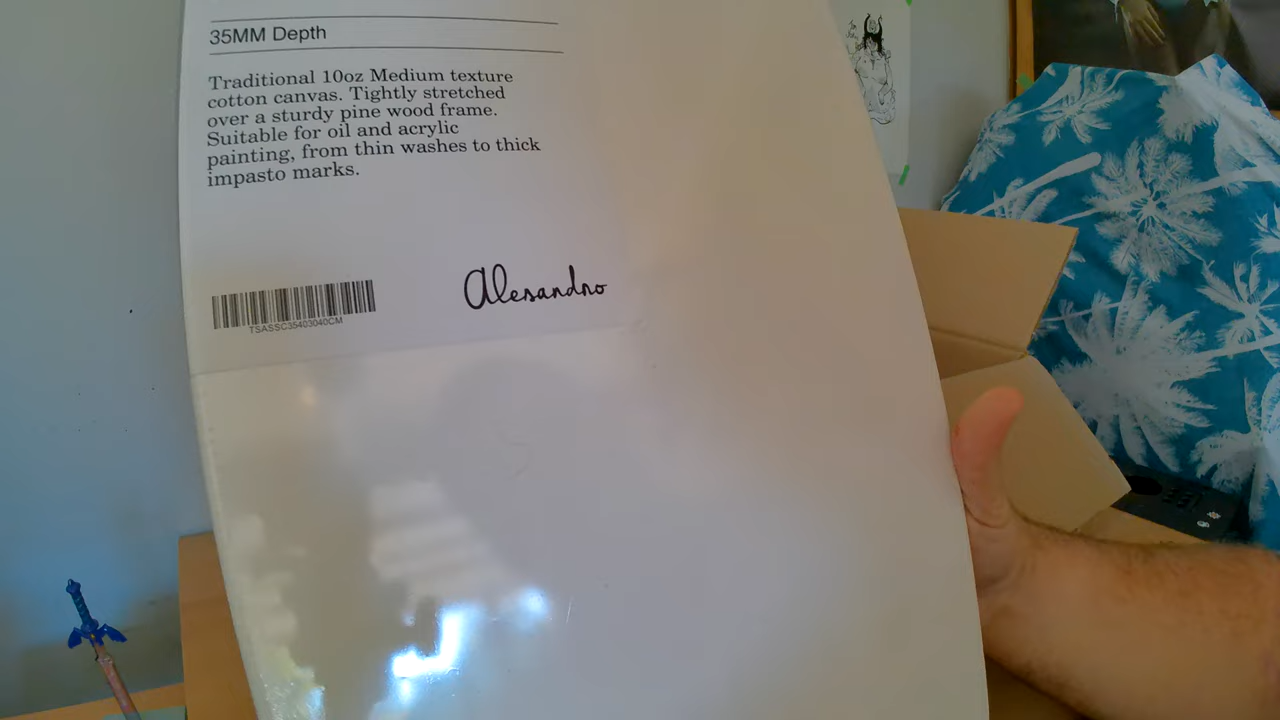 35MM Depth
Traditional 10oz Medium texture
cotton canvas. Tightly stretched
over a sturdy pine wood frame.
Suitable for oil and acrylic
painting, from thin washes to thick
impasto marks.
TSASSC35403040CM
Alesandro